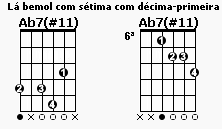 Lá bemol com sétima com décima-primeira
Ab7(#11) Ab7(#11)
6ª 1
1 2 3
2 3 4
4
X O O O X X X O O O O